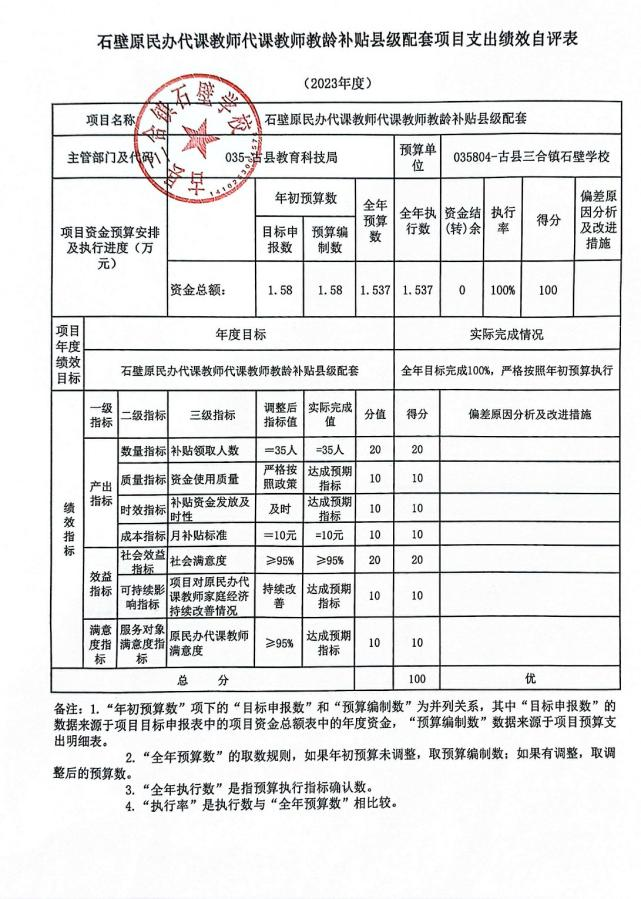 石壁原民办代课教师代课教师教龄补贴县级配套项目支出绩效自评表
（2023年度）
项目名称 石壁原民办代课教师代课教师教龄补贴县级配套
主管部门及代码 035-古县教育科技局 预算单位 035804-古县三合镇石壁学校
项目资金预算安排及执行进度（万元） 年初预算数 全年预算数 全年执行数 资金结(转)余 执行率 得分 偏差原因分析及改进措施
目标申报数 预算编制数
资金总额： 1.58 1.58 1.537 1.537 0 100% 100
项目年度绩效目标 年度目标 实际完成情况
石壁原民办代课教师代课教师教龄补贴县级配套 全年目标完成100%，严格按照年初预算执行
绩效指标 一级指标 二级指标 三级指标 调整后指标值 实际完成值 分值 得分 偏差原因分析及改进措施
产出指标 数量指标 补贴领取人数 =35人 =35人 20 20
质量指标 资金使用质量 严格按照政策 达成预期指标 10 10
时效指标 补贴资金发放及时性 及时 达成预期指标 10 10
成本指标 月补贴标准 =10元 =10元 10 10
效益指标 社会效益指标 社会满意度 ≥95% ≥95% 20 20
可持续影响指标 项目对原民办代课教师家庭经济持续改善情况 持续改善 达成预期指标 10 10
满意度指标 服务对象满意度指标 原民办代课教师满意度 ≥95% 达成预期指标 10 10
总 分 100 优
备注：1.“年初预算数”项下的“目标申报数”和“预算编制数”为并列关系，其中“目标申报数”的
数据来源于项目目标申报表中的项目资金总额表中的年度资金，“预算编制数”数据来源于项目预算支
出明细表。
2.“全年预算数”的取数规则，如果年初预算未调整，取预算编制数；如果有调整，取调
整后的预算数。
3.“全年执行数”是指预算执行指标确认数。
4.“执行率”是执行数与“全年预算数”相比较。
古县三合镇石壁学校